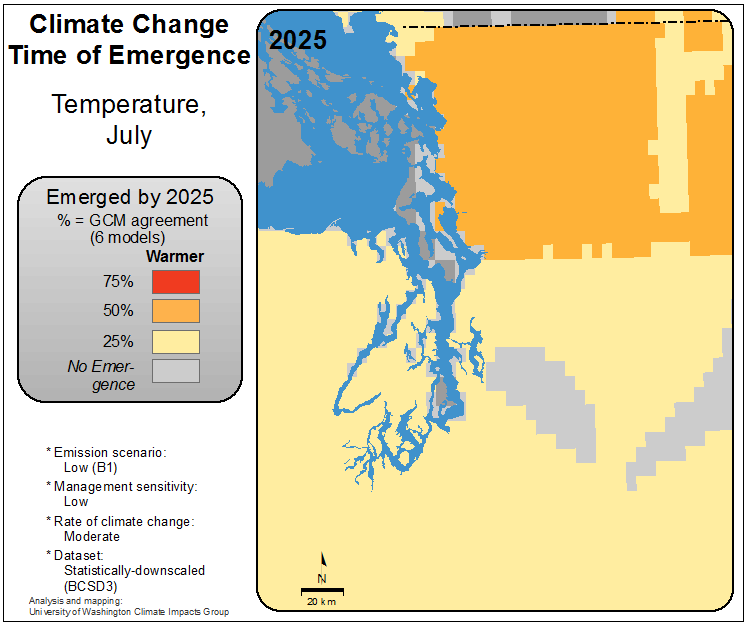 Climate Change
Time of Emergence
Temperature,
July
Emerged by 2025
% = GCM agreement
(6 models)
Warmer
75%
50%
25%
No Emer-
gence
* Emission scenario:
Low (B1)
* Management sensitivity:
Low
* Rate of climate change:
Moderate
* Dataset:
Statistically-downscaled
(BCSD3)
Analysis and mapping:
University of Washington Climate Impacts Group
2025
N
20 km